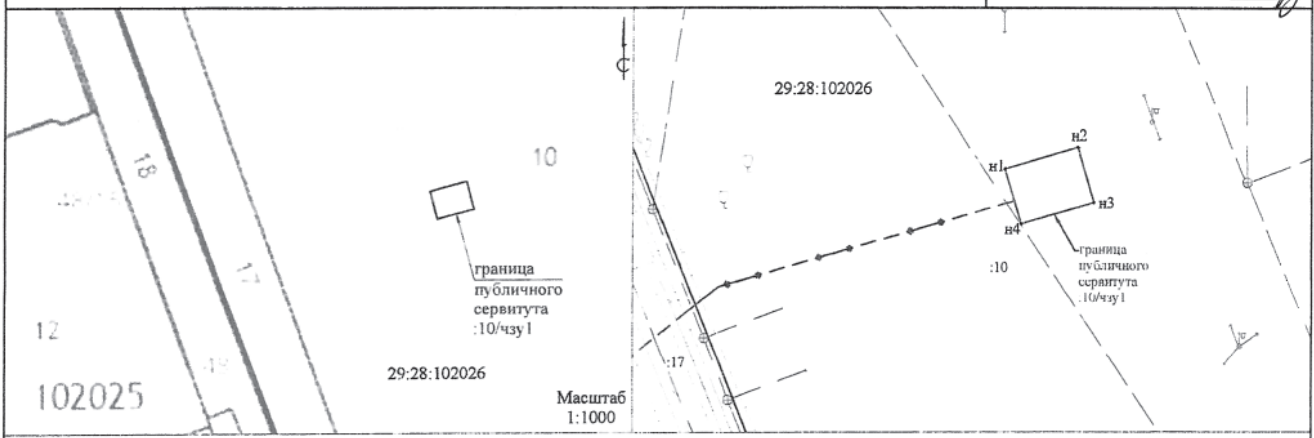 18
10
17
граница
публичного
сервитута
:10/чзу1
12
102025
29:28:102026
Масштаб
1:1000
29:28:102026
н1
н2
н3
н4
:10
граница
публичного
сервитута
:10/чзу1
:17